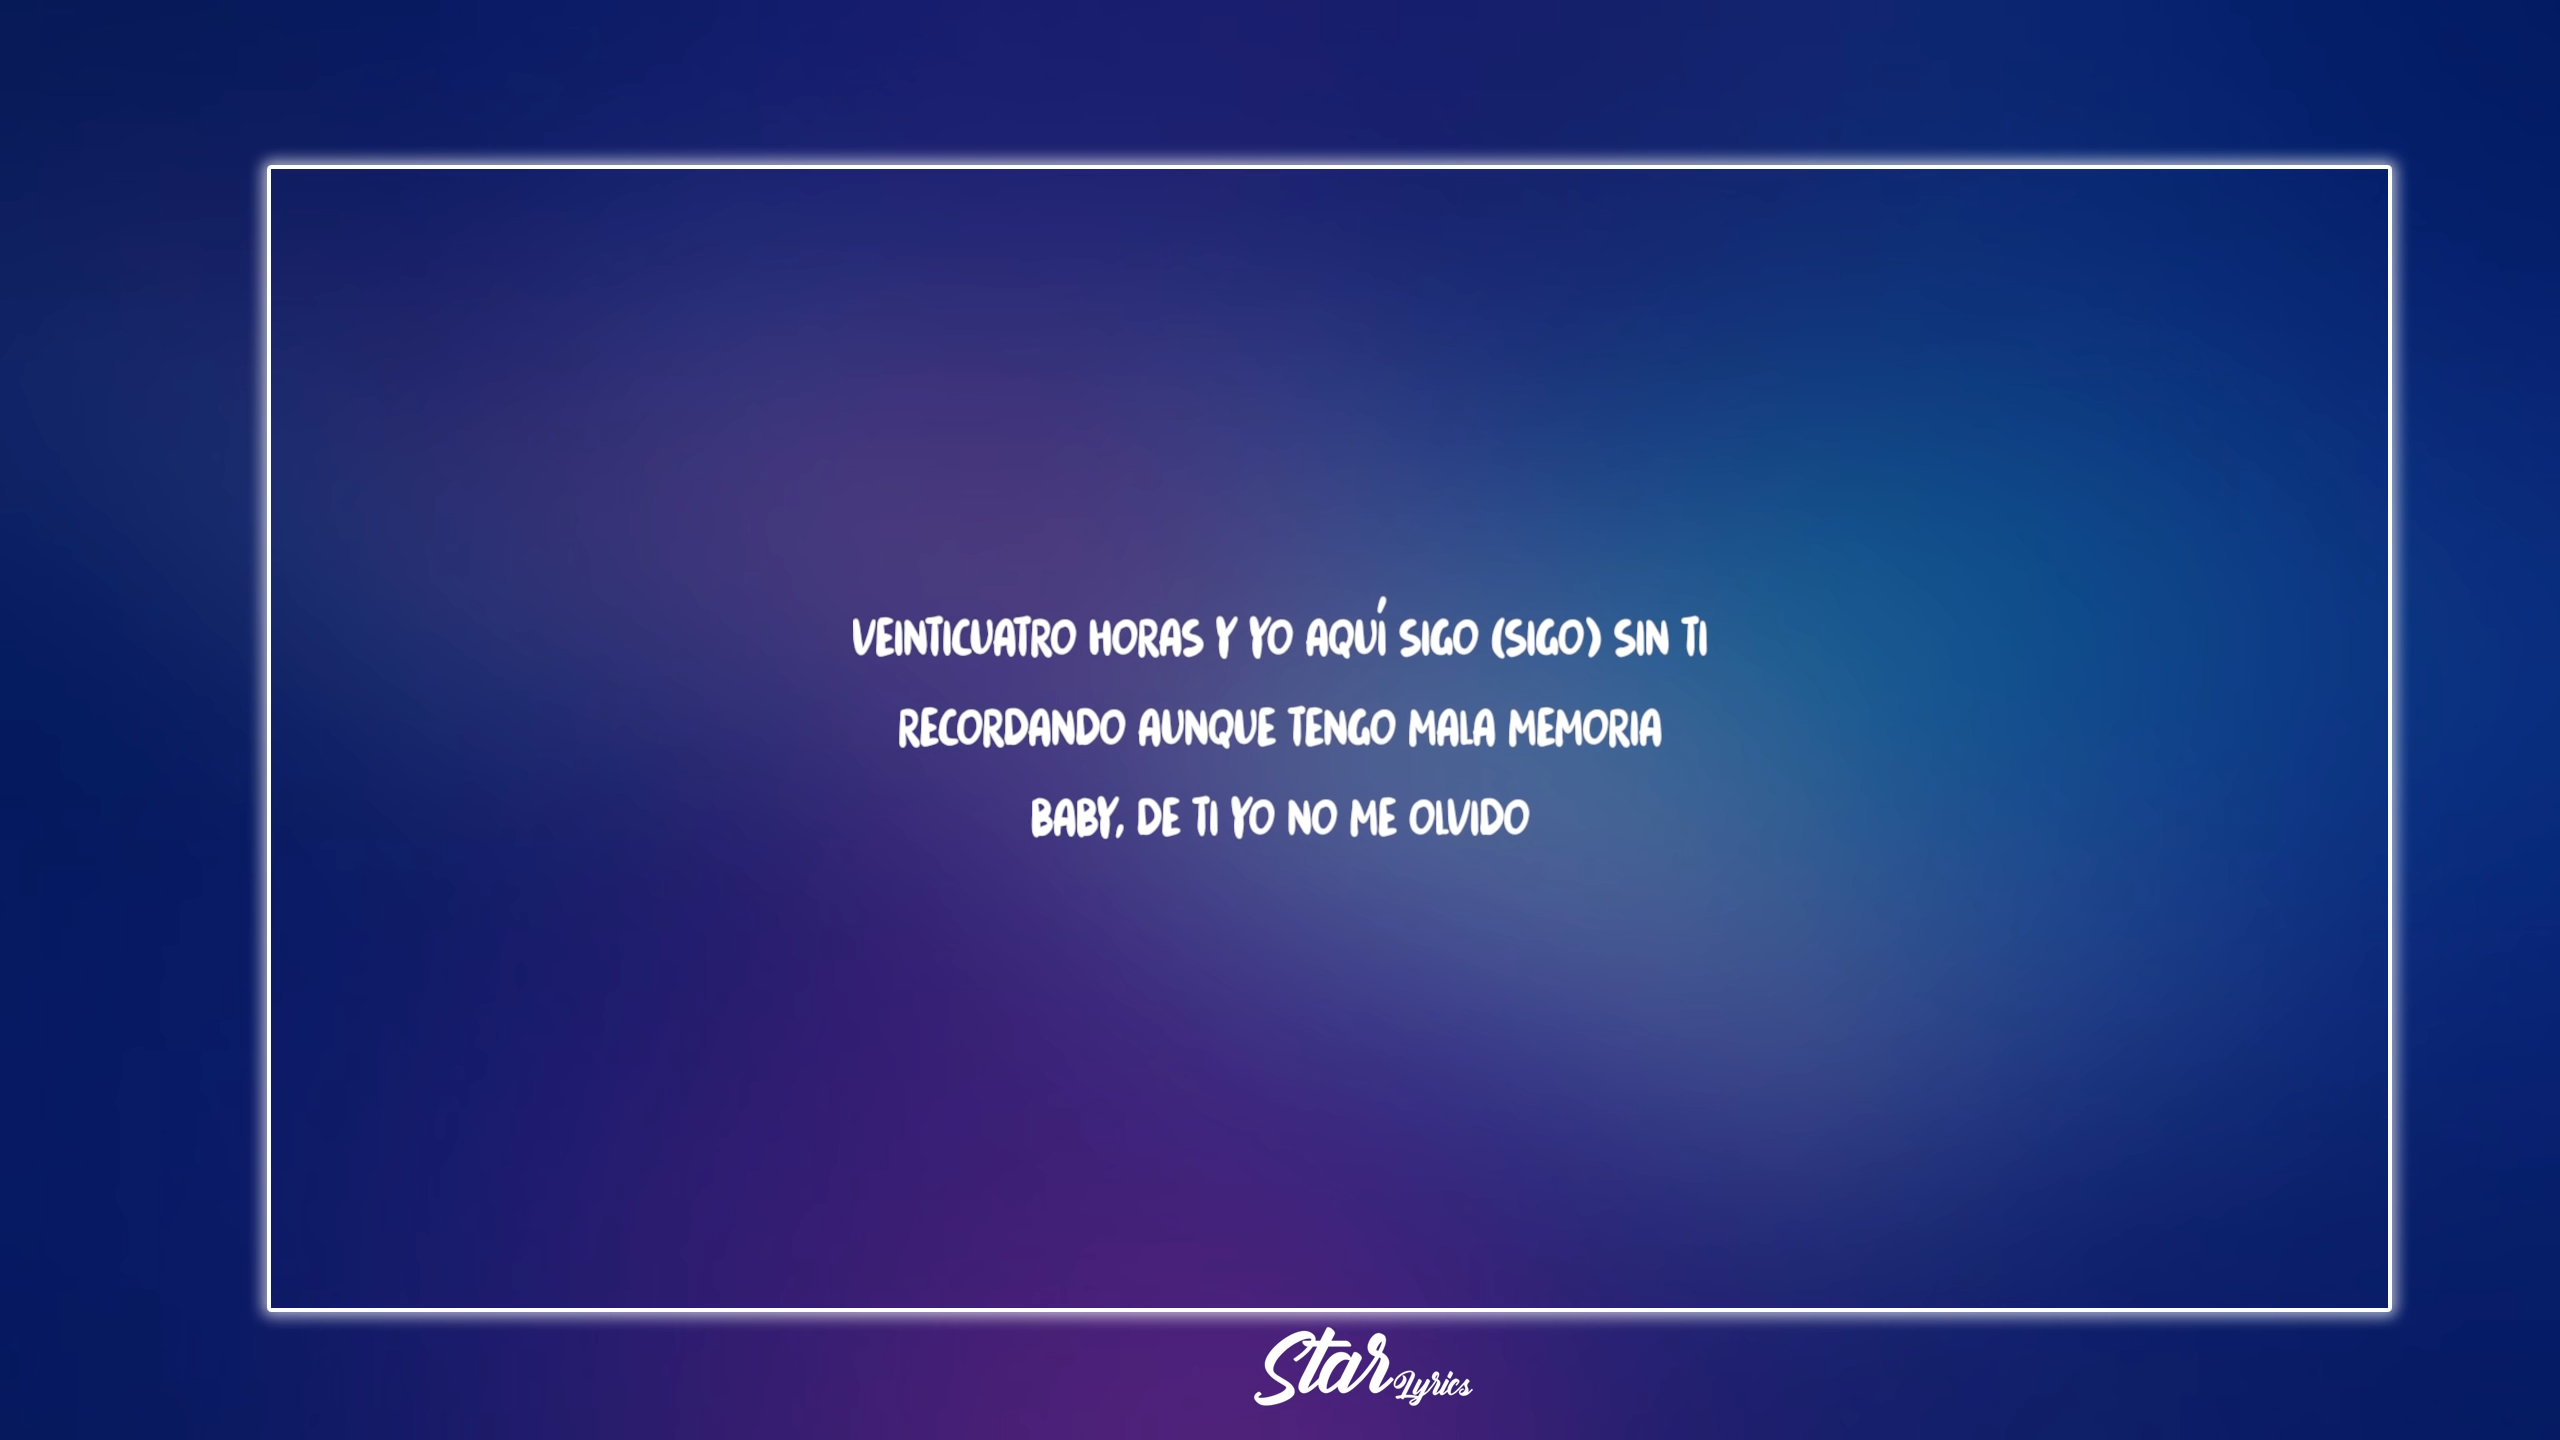 VEINTICUATRO HORAS Y YO AQUÍ SIGO (SIGO) SIN TI
RECORDANDO AUNQUE TENGO MALA MEMORIA
BABY, DE TI YO NO ME OLVIDO
Star Lyrics